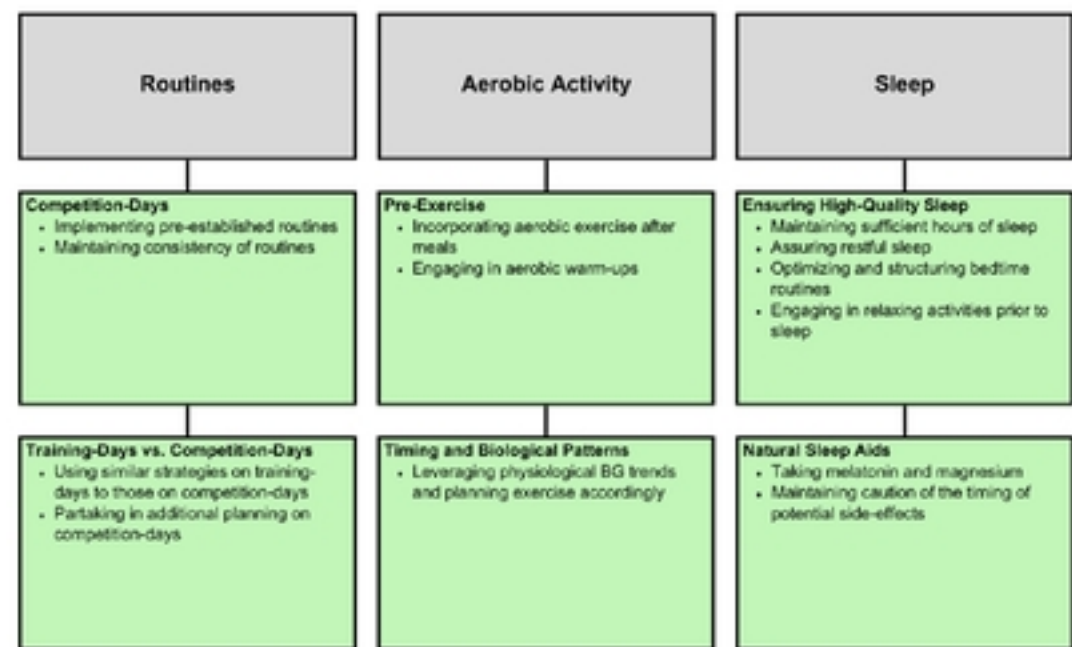 Routines
Competition-Days
• Implementing pre-established routines
• Maintaining consistency of routines
Training-Days vs. Competition-Days
• Using similar strategies on training-
days to those on competition-days
• Partaking in additional planning on
competition-days
Aerobic Activity
Pre-Exercise
• Incorporating aerobic exercise after
meals
• Engaging in aerobic warm-ups
Timing and Biological Patterns
• Leveraging physiological BG trends
and planning exercise accordingly
Sleep
Ensuring High-Quality Sleep
• Maintaining sufficient hours of sleep
• Assuring restful sleep
• Optimizing and structuring bedtime
routines
• Engaging in relaxing activities prior to
sleep
Natural Sleep Aids
• Taking melatonin and magnesium
• Maintaining caution of the timing of
potential side-effects